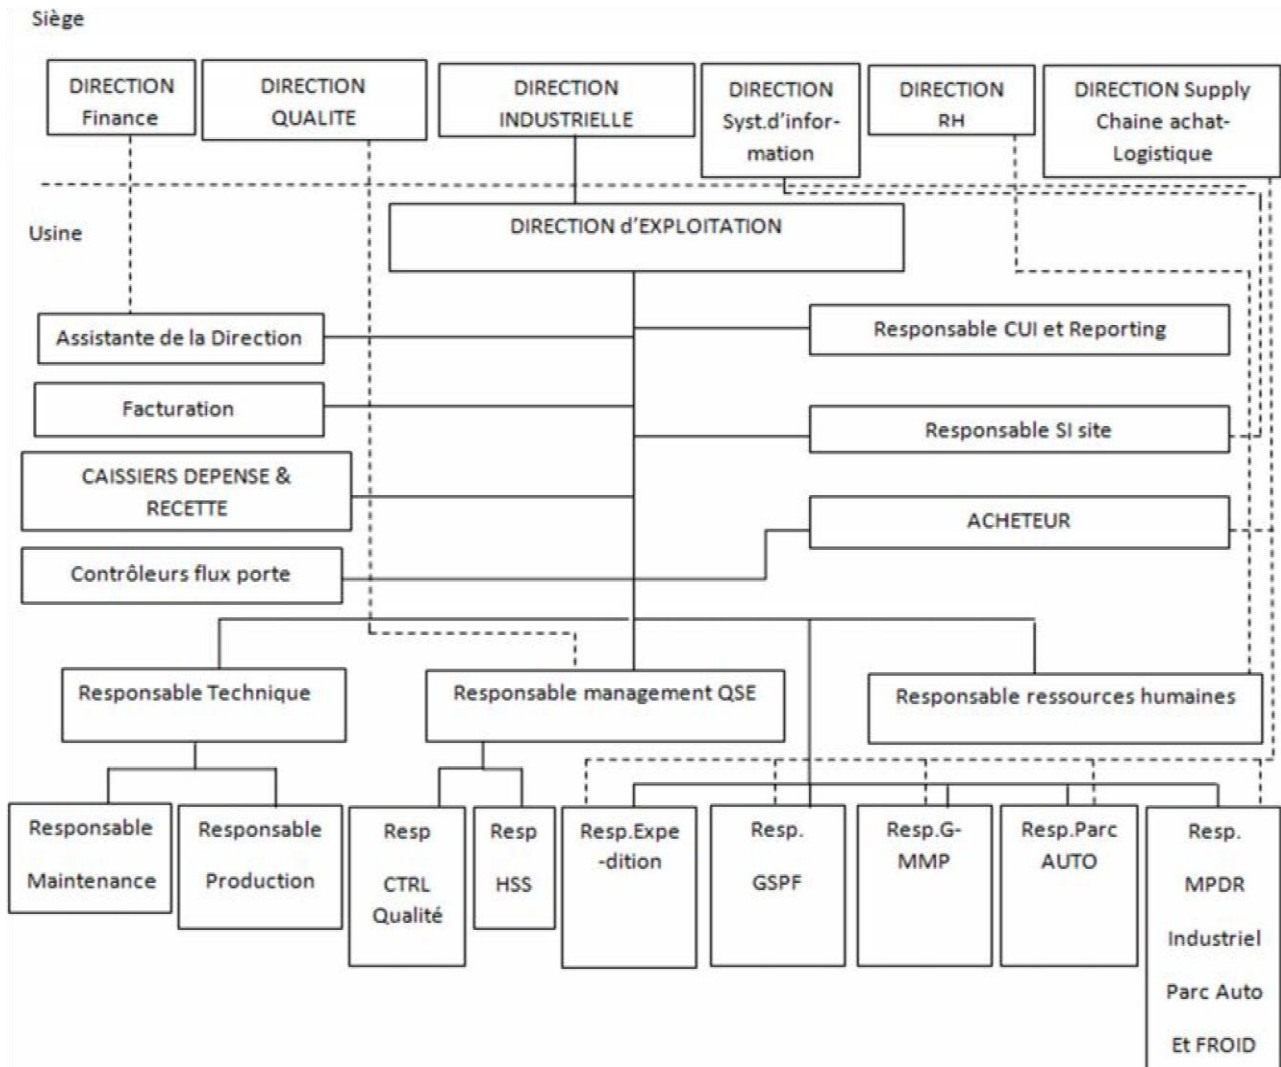 Siège
DIRECTION
Finance
DIRECTION
QUALITE
DIRECTION
INDUSTRIELLE
DIRECTION
Syst.d’infor-
mation
DIRECTION
RH
DIRECTION Supply
Chaine achat-
Logistique
Usine
DIRECTION d’EXPLOITATION
Assistante de la Direction
Responsable CUI et Reporting
Facturation
Responsable SI site
CAISSIERS DEPENSE &
RECETTE
ACHETEUR
Contrôleurs flux porte
Responsable Technique
Responsable management QSE
Responsable ressources humaines
Responsable
Maintenance
Responsable
Production
Resp
CTRL
Qualité
Resp
HSS
Resp.Expe
-dition
Resp.
GSPF
Resp.G-
MMP
Resp.Parc
AUTO
Resp.
MPDR
Industriel
Parc Auto
Et FROID